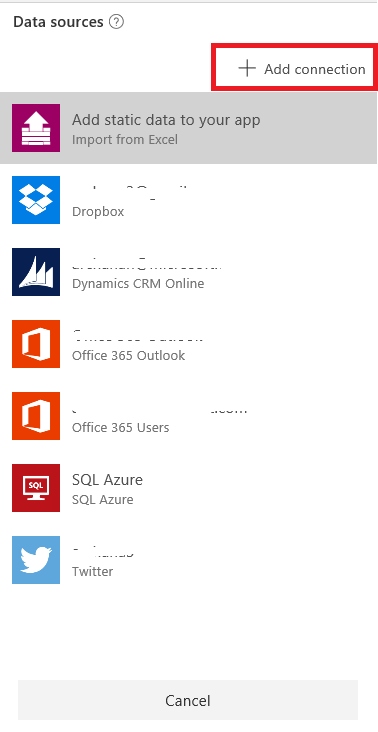 Data sources ?
+ Add connection
Add static data to your app
Import from Excel
Dropbox
Dynamics CRM Online
Office 365 Outlook
Office 365 Users
SQL
SQL Azure
SQL Azure
Twitter
Cancel